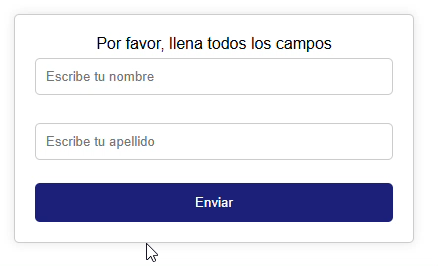 Por favor, llena todos los campos
Escribe tu nombre
Escribe tu apellido
Enviar